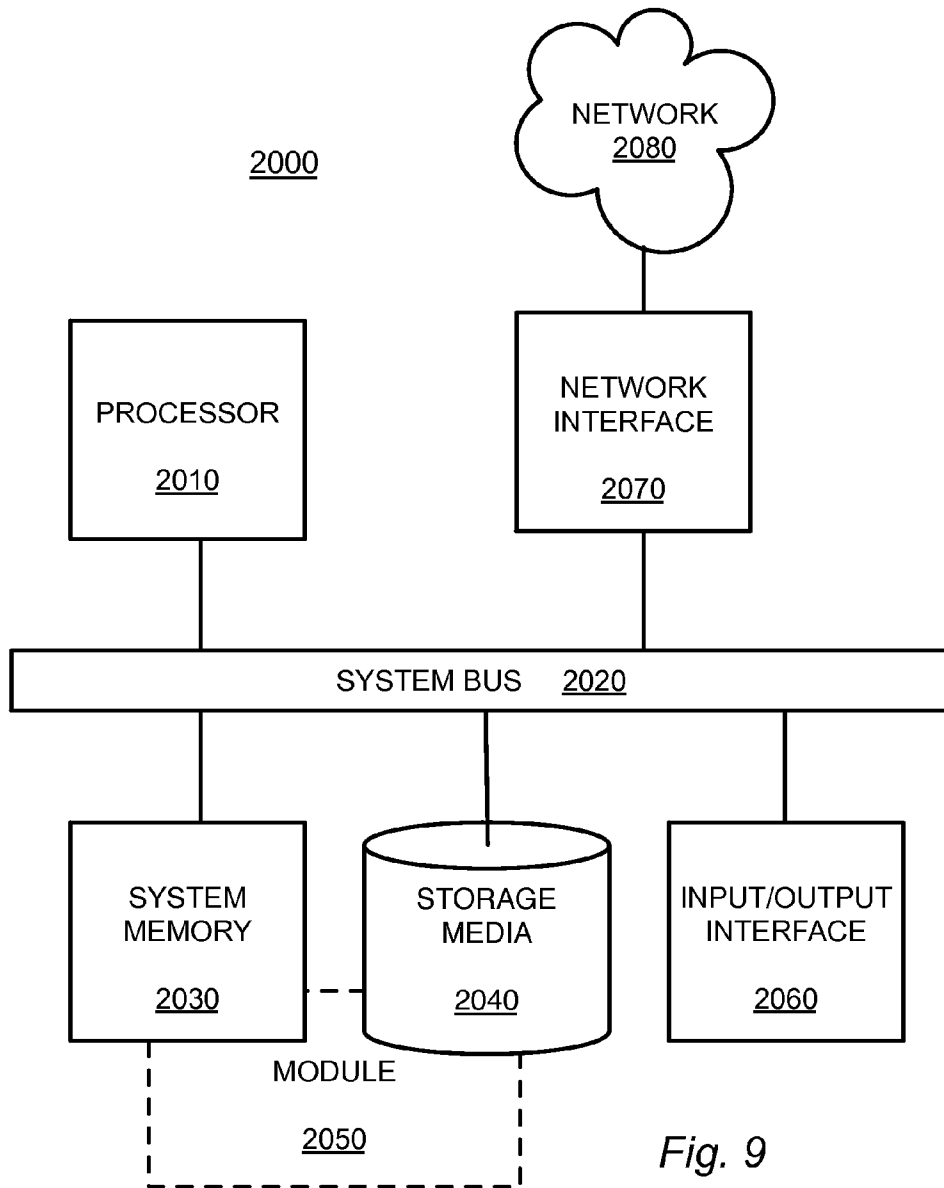 NETWORK
2080
2000
PROCESSOR
2010
NETWORK
INTERFACE
2070
SYSTEM BUS 2020
SYSTEM
MEMORY
2030
STORAGE
MEDIA
2040
INPUT/OUTPUT
INTERFACE
2060
MODULE
2050
Fig. 9